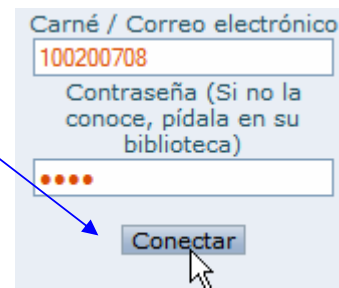 Carné / Correo electrónico
100200708
Contraseña (Si no la
conoce, pídala en su
biblioteca)
••••
Conectar